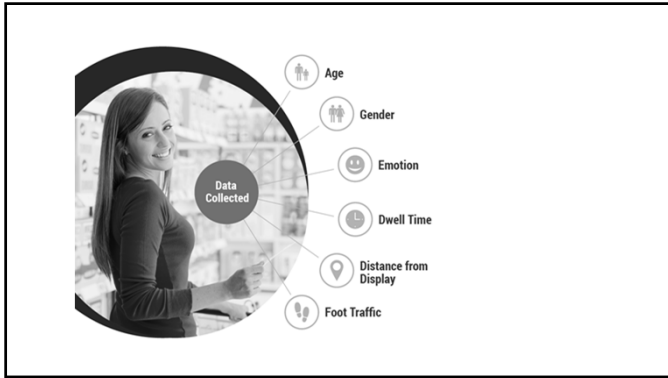 Age
Gender
Data
Collected
Emotion
Dwell Time
Distance from
Display
Foot Traffic